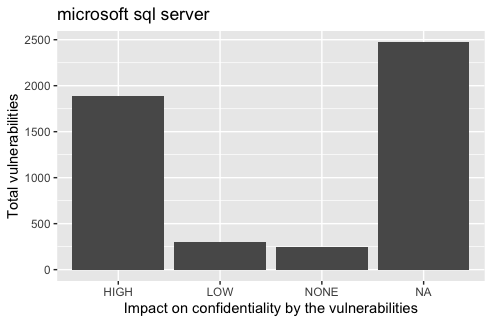 microsoft sql server
2500
2000
1500
1000
500
0
Total vulnerabilities
HIGH LOW NONE NA
Impact on confidentiality by the vulnerabilities